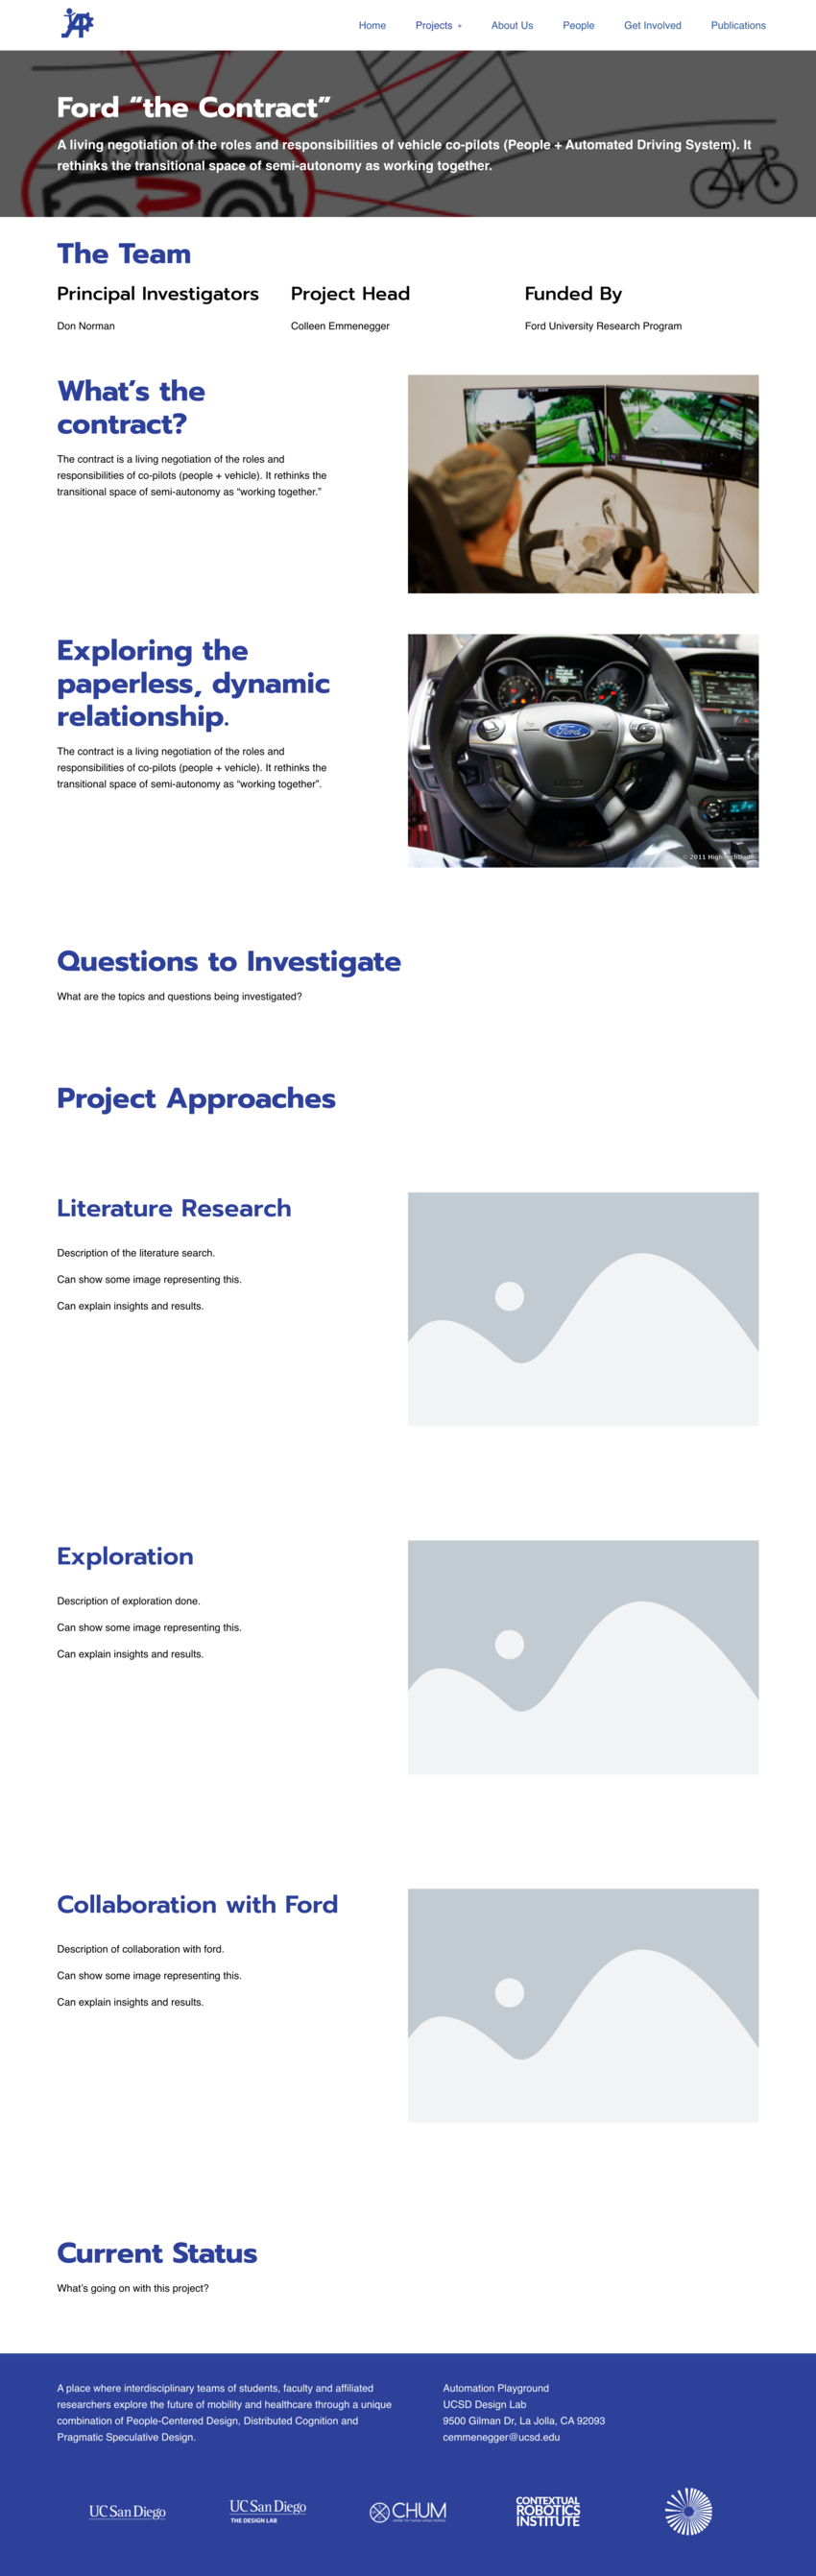 Home Projects + About Us People Get Involved Publications
Ford “the Contract”
A living negotiation of the roles and responsibilities of vehicle co-pilots (People + Automated Driving System). It
rethinks the transitional space of semi-autonomy as working together.
The Team
Principal Investigators
Don Norman
Project Head
Colleen Emmenegger
Funded By
Ford University Research Program
What’s the
contract?
The contract is a living negotiation of the roles and
responsibilities of co-pilots (people + vehicle). It rethinks the
transitional space of semi-autonomy as “working together.”
Exploring the
paperless, dynamic
relationship.
The contract is a living negotiation of the roles and
responsibilities of co-pilots (people + vehicle). It rethinks the
transitional space of semi-autonomy as “working together”.
Ford
© 2011
Questions to Investigate
What are the topics and questions being investigated?
Project Approaches
Literature Research
Description of the literature search.
Can show some image representing this.
Can explain insights and results.
Exploration
Description of exploration done.
Can show some image representing this.
Can explain insights and results.
Collaboration with Ford
Description of collaboration with ford.
Can show some image representing this.
Can explain insights and results.
Current Status
What’s going on with this project?
A place where interdisciplinary teams of students, faculty and affiliated
researchers explore the future of mobility and healthcare through a unique
combination of People-Centered Design, Distributed Cognition and
Pragmatic Speculative Design.
Automation Playground
UCSD Design Lab
9500 Gilman Dr, La Jolla, CA 92093
cemmenegger@ucsd.edu
UC San Diego
UC San Diego
THE DESIGN LAB
CHUM
center for human urban mobility
CONTEXTUAL
ROBOTICS
INSTITUTE